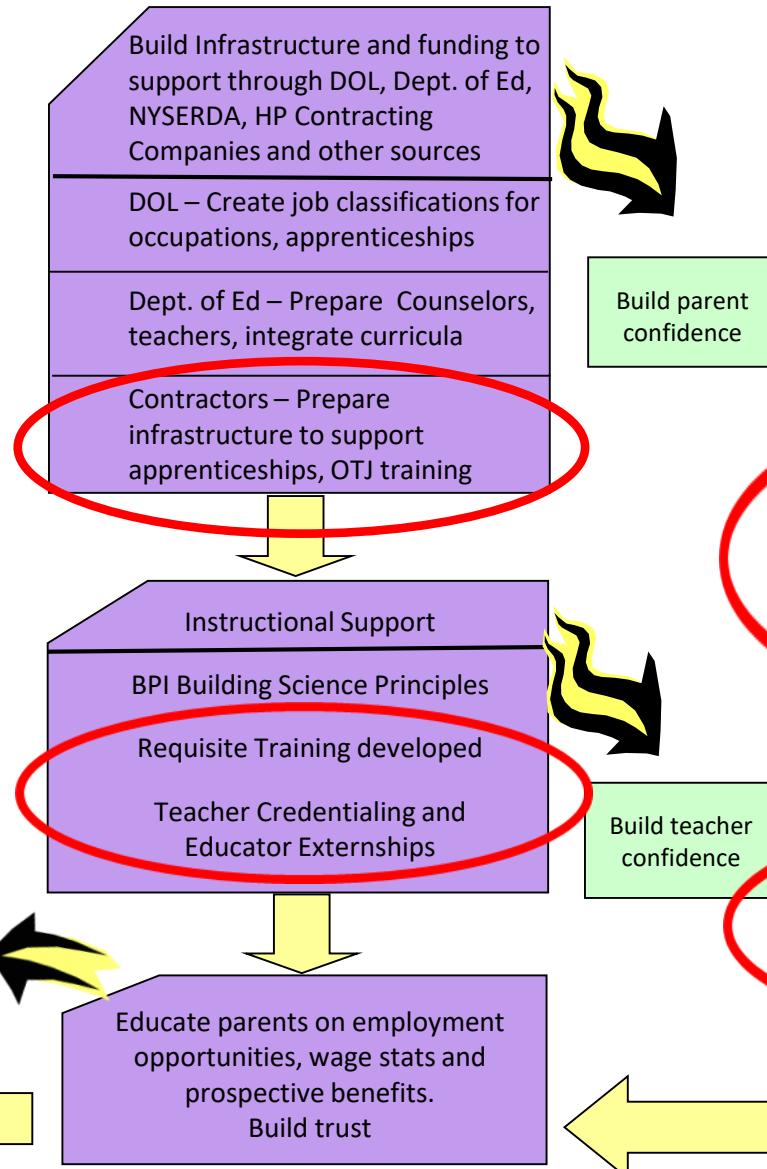 Build Infrastructure and funding to
support through DOL, Dept. of Ed,
NYSERDA, HP Contracting
Companies and other sources
DOL – Create job classifications for
occupations, apprenticeships
Dept. of Ed – Prepare  Counselors,
teachers, integrate curricula
Contractors – Prepare
infrastructure to support
apprenticeships, OTJ training
Build parent
confidence
Instructional Support
BPI Building Science Principles
Requisite Training developed
Teacher Credentialing and
Educator Externships
Build teacher
confidence
Educate parents on employment
opportunities, wage stats and
prospective benefits.
Build trust